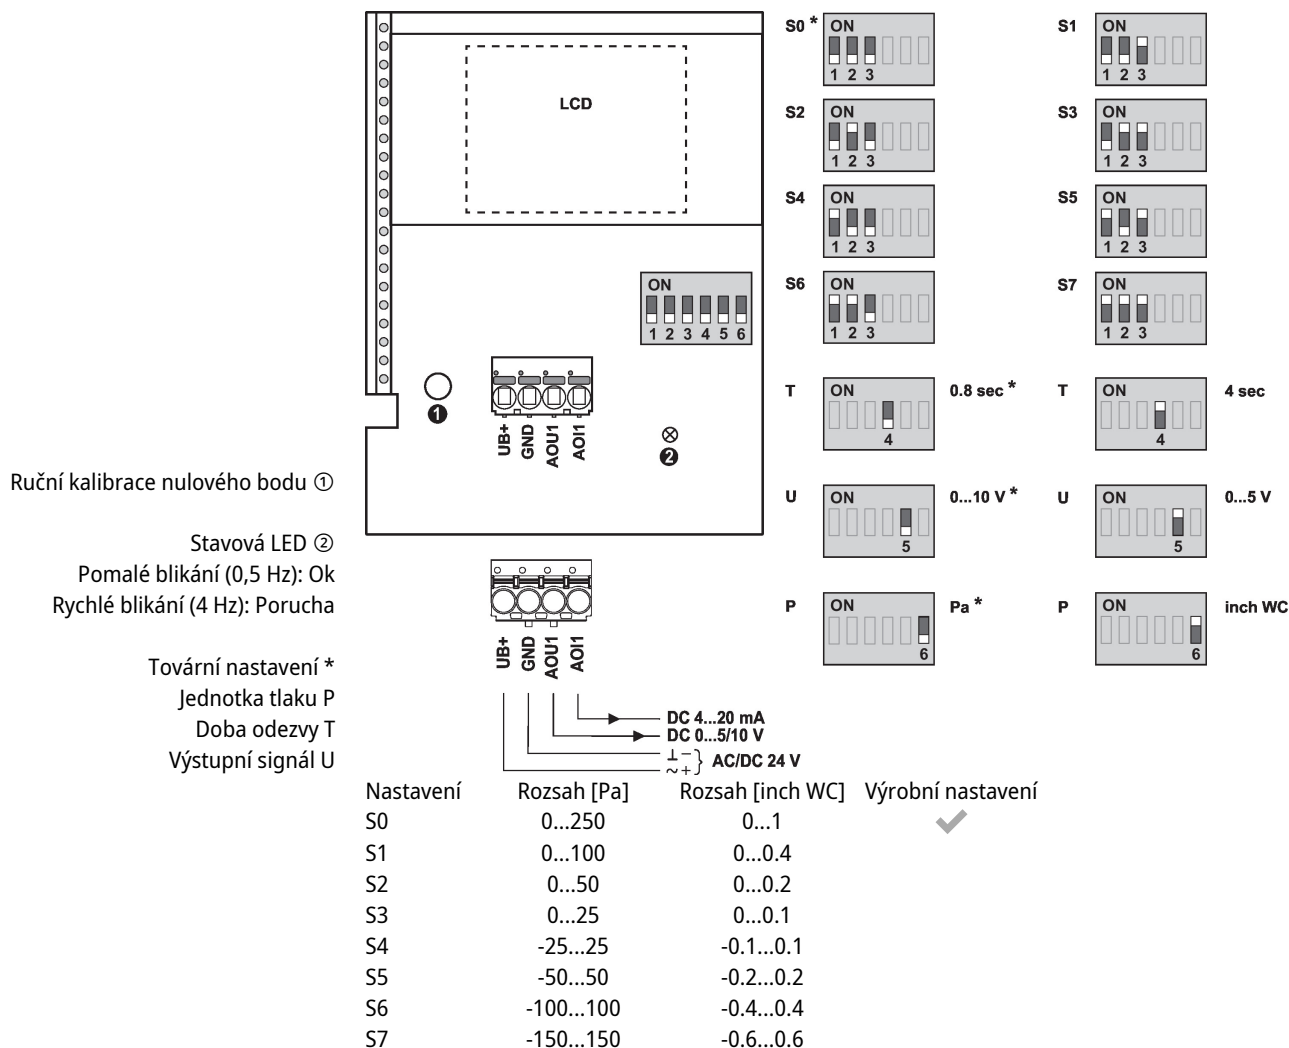 S0 *
ON
1 2 3
S1
ON
1 2 3
LCD
S2
ON
1 2 3
S3
ON
1 2 3
S4
ON
1 2 3
S5
ON
1 2 3
ON
1 2 3 4 5 6
S6
ON
1 2 3
S7
ON
1 2 3
❶
UB+
GND
AOU1
AOI1
❷
T
ON
4
0.8 sec *
T
ON
4
4 sec
Ruční kalibrace nulového bodu ①
U
ON
5
0...10 V *
U
ON
5
0...5 V
Stavová LED ②
Pomalé blikání (0,5 Hz): Ok
Rychlé blikání (4 Hz): Porucha
P
ON
6
Pa *
P
ON
6
inch WC
UB+
GND
AOU1
AOI1
Tovární nastavení *
Jednotka tlaku P
Doba odezvy T
Výstupní signál U
DC 4...20 mA
DC 0...5/10 V
⊥ −
~ +
} AC/DC 24 V
Nastavení Rozsah [Pa] Rozsah [inch WC] Výrobní nastavení
S0 0...250 0...1 ✔
S1 0...100 0...0.4
S2 0...50 0...0.2
S3 0...25 0...0.1
S4 -25...25 -0.1...0.1
S5 -50...50 -0.2...0.2
S6 -100...100 -0.4...0.4
S7 -150...150 -0.6...0.6